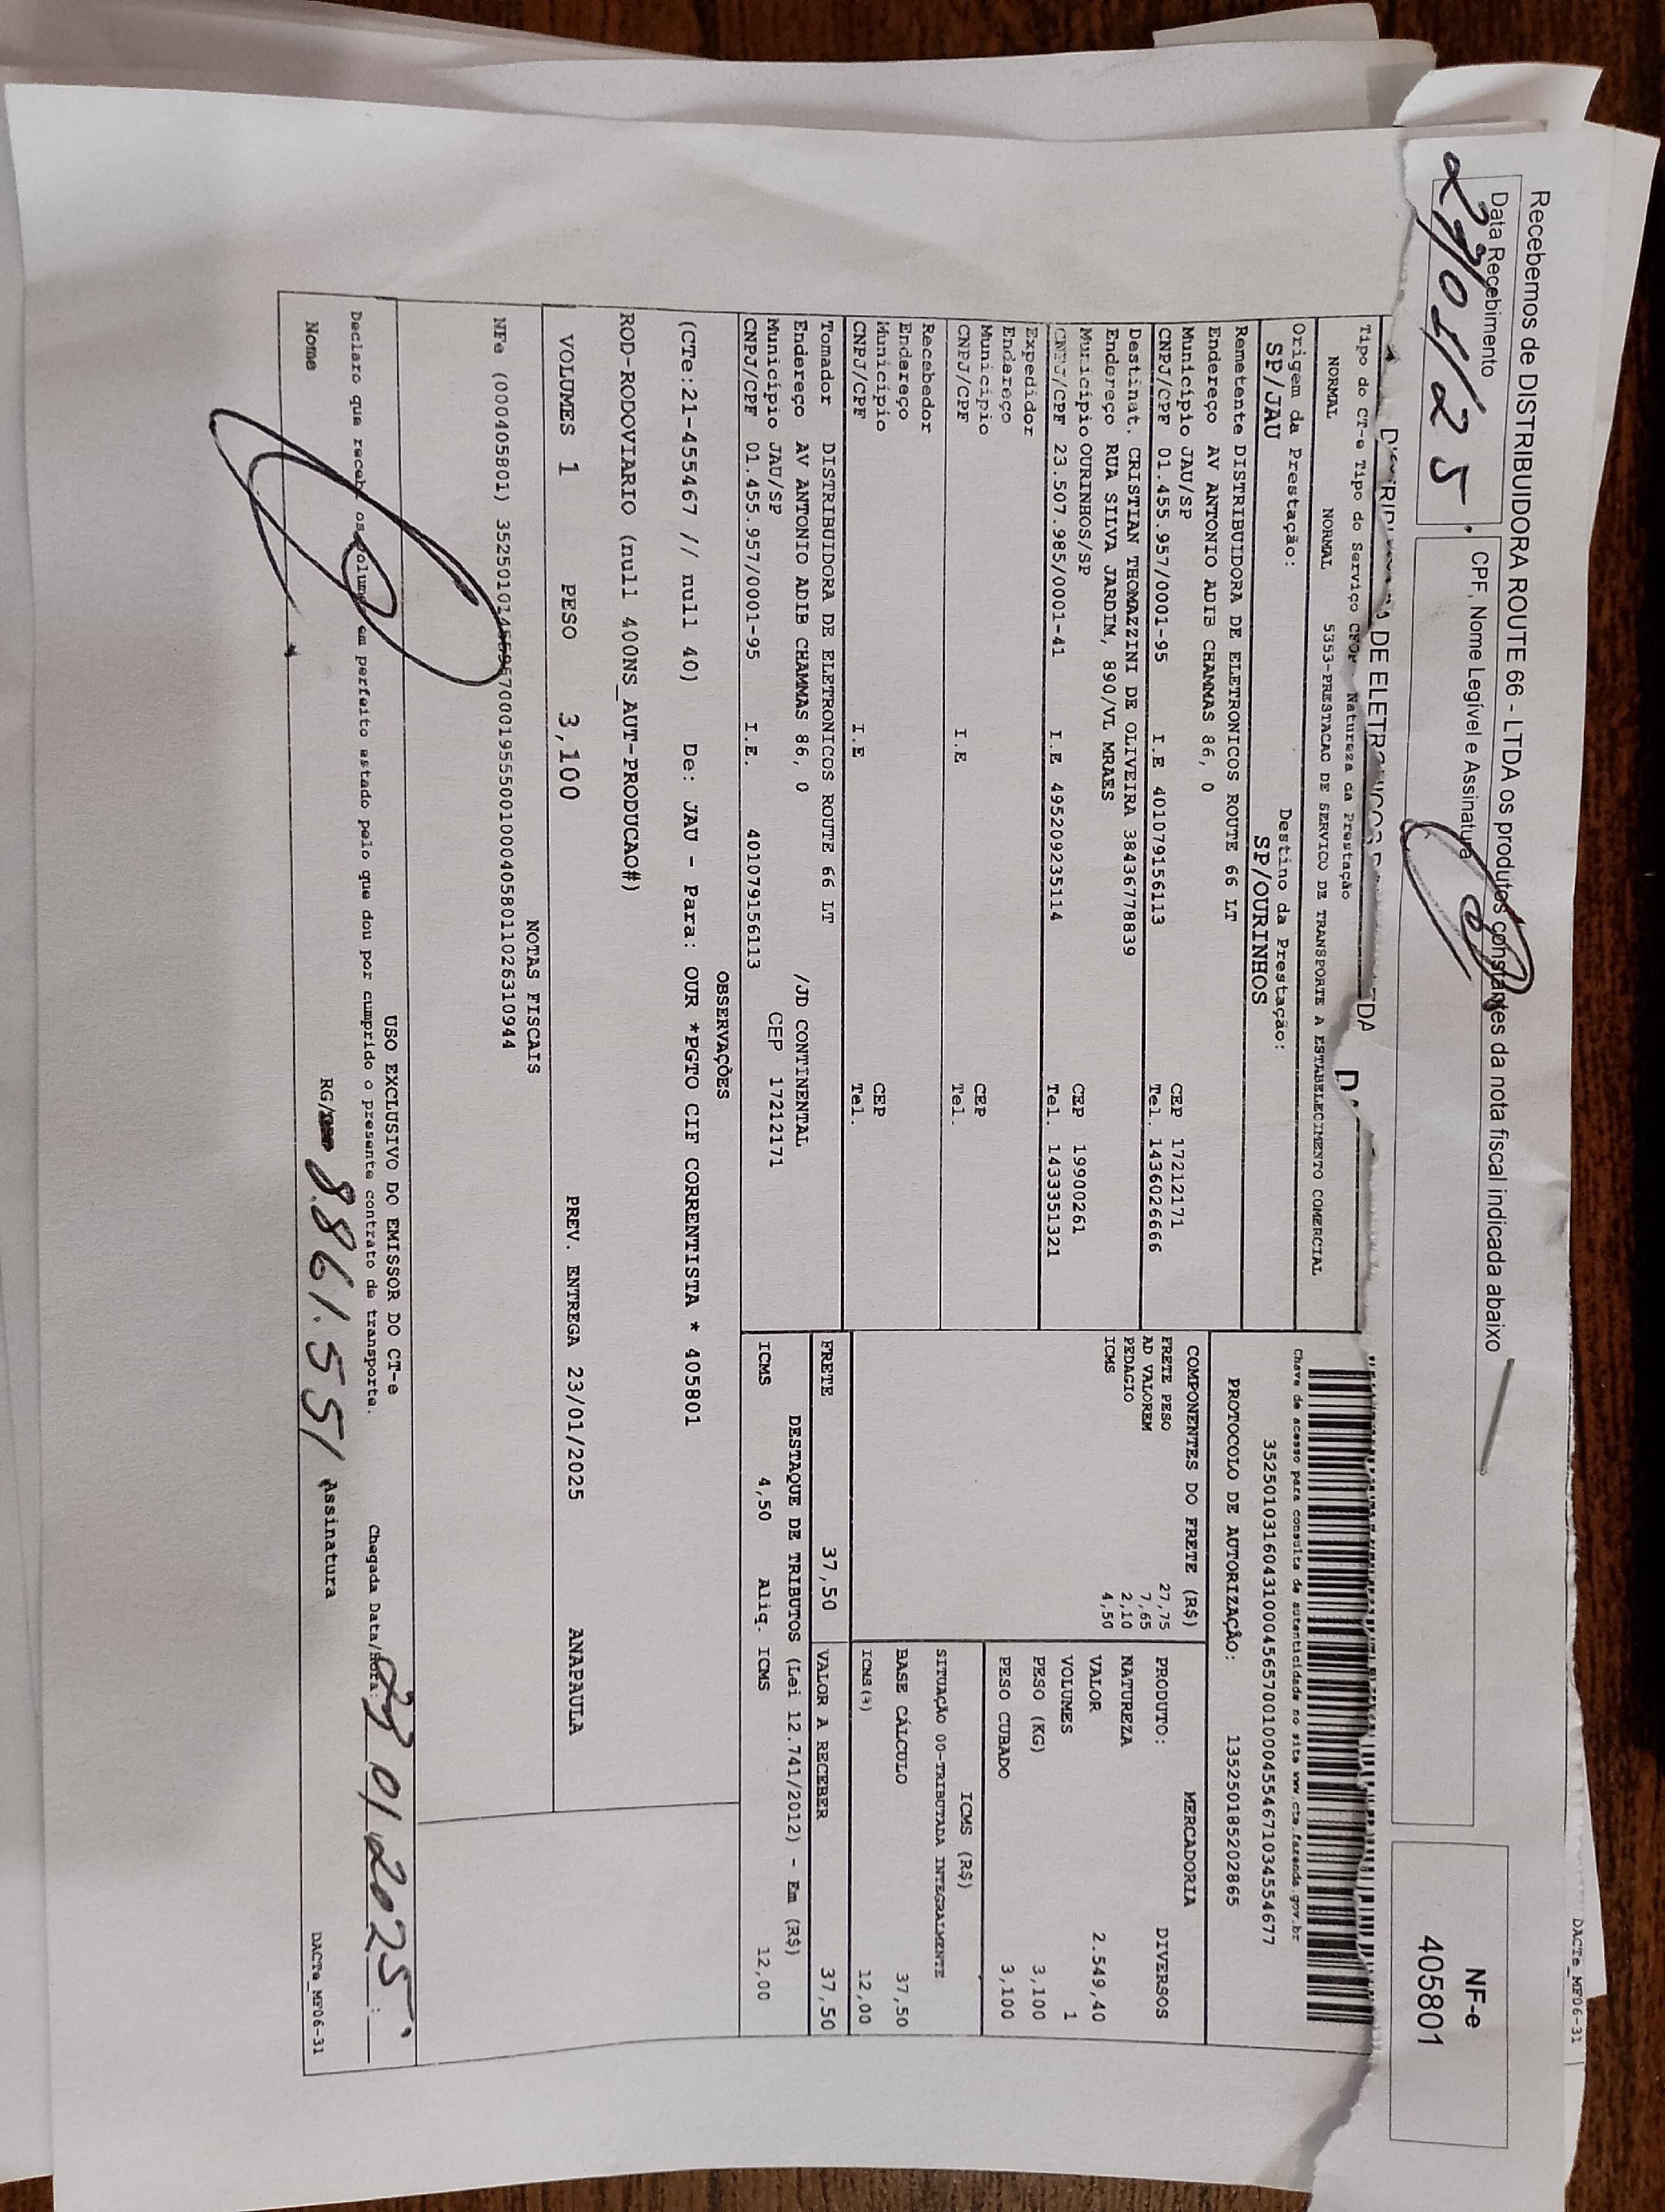 Recebemos de DISTRIBUIDORA ROUTE 66 - LTDA os produtos constantes da nota fiscal indicada abaixo
Data Recebimento
CPF, Nome Legível e Assinatura
NF-e
405801
DACTe_MF06-31
DE
Tipo do CT-e Tipo do Serviço CFOP Natureza da Prestação
NORMAL NORMAL 5353-PRESTACAO DE SERVICO DE TRANSPORTE A ESTABELECIMENTO COMERCIAL
Origem da Prestação: Destino da Prestação:
SP/JAU SP/OURINHOS
Remetente DISTRIBUIDORA DE ELETRONICOS ROUTE 66 LT
Endereço AV ANTONIO ADIB CHAMMAS 86, 0
Município JAU/SP CEP 17212171
CNPJ/CPF 01.455.957/0001-95 I.E 401079156113 Tel. 1436026666
Destinat. CRISTIAN THOMAZZINI DE OLIVEIRA 38436778839
Endereço RUA SILVA JARDIM, 890/VL MRAES
Município OURINHOS/SP CEP 19900261
CNPJ/CPF 23.507.985/0001-41 I.E 495209235114 Tel. 1433351321
Expedidor
Endereço
Município CEP
CNPJ/CPF I.E Tel.
Recebedor
Endereço
Município CEP
CNPJ/CPF I.E Tel.
Tomador DISTRIBUIDORA DE ELETRONICOS ROUTE 66 LT
Endereço AV ANTONIO ADIB CHAMMAS 86, 0 /JD CONTINENTAL
Município JAU/SP CEP 17212171
CNPJ/CPF 01.455.957/0001-95 I.E. 401079156113
Chave de acesso para consulta de autenticidade no site www.cte.fazenda.gov.br
35250103160431000456570010004554671034554677
PROTOCOLO DE AUTORIZAÇÃO: 135250185202865
COMPONENTES DO FRETE (R$)
FRETE PESO 27,75
AD VALOREM 7,65
PEDAGIO 2,10
ICMS 4,50
MERCADORIA
PRODUTO: DIVERSOS
NATUREZA
VALOR 2.549,40
VOLUMES 1
PESO (KG) 3,100
PESO CUBADO 3,100
ICMS (R$)
SITUAÇÃO 00-TRIBUTADA INTEGRALMENTE
BASE CÁLCULO 37,50
ICMS(%) 12,00
FRETE 37,50 VALOR A RECEBER 37,50
DESTAQUE DE TRIBUTOS (Lei 12.741/2012) - Em (R$)
ICMS 4,50 Aliq. ICMS 12,00
OBSERVAÇÕES
(CTe:21-455467 // null 40) De: JAU - Para: OUR *PGTO CIF CORRENTISTA * 405801
ROD-RODOVIARIO (null 400NS_AUT-PRODUCAO#)
VOLUMES 1 PESO 3,100 PREV. ENTREGA 23/01/2025 ANAPAULA
NOTAS FISCAIS
NFe (000405801) 35250101455957000195550010004058011026310944
USO EXCLUSIVO DO EMISSOR DO CT-e
Declaro que recebi os volumes em perfeito estado pelo que dou por cumprido o presente contrato de transporte. Chegada Data/Hora: 01 2025
Nome RG/ 8.861.551 Assinatura DACTe_MF06-31